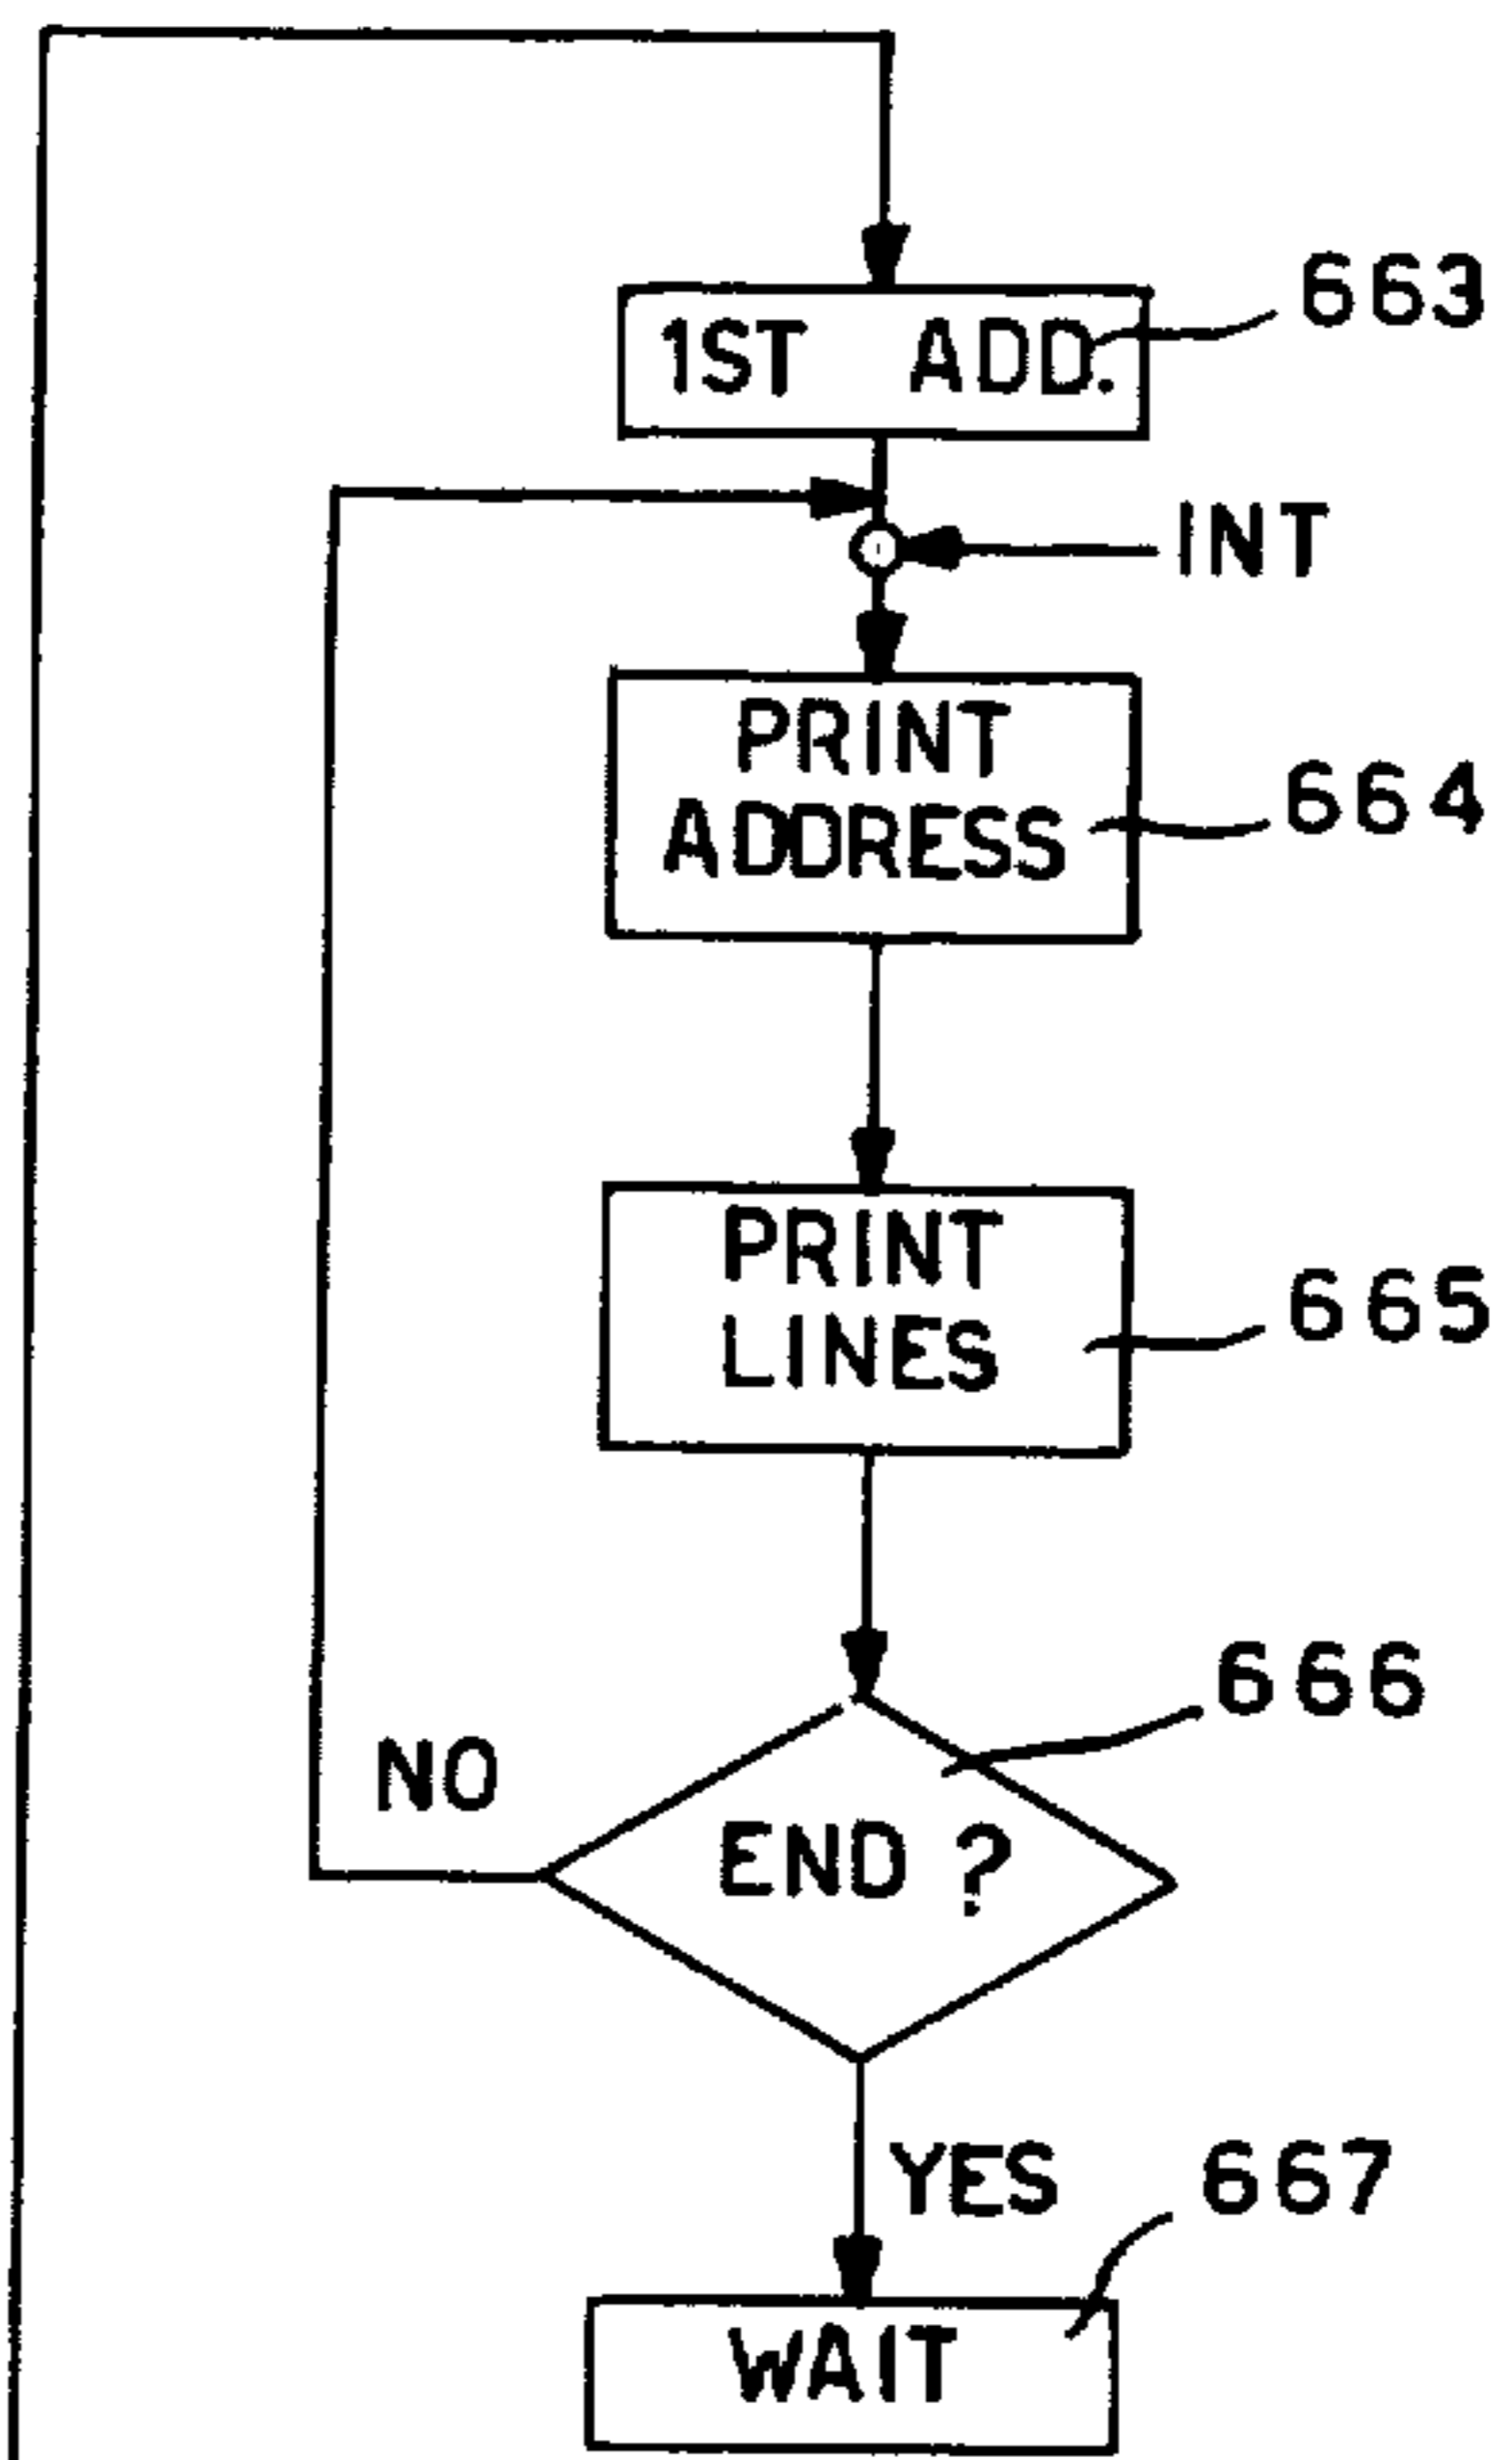 663
1ST ADD.
INT
PRINT
ADDRESS
664
PRINT
LINES
665
666
NO
END ?
YES
667
WAIT